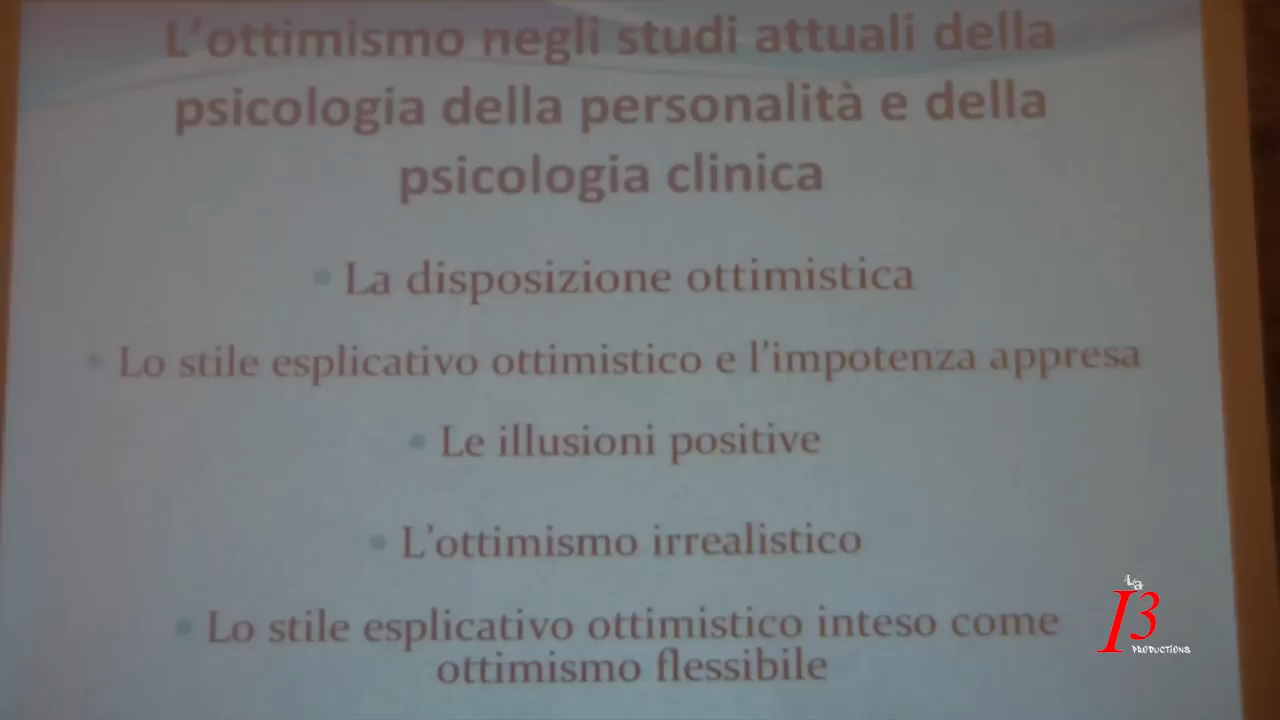 L'ottimismo negli studi attuali della
psicologia della personalità e della
psicologia clinica
• La disposizione ottimistica
• Lo stile esplicativo ottimistico e l'impotenza appresa
• Le illusioni positive
• L'ottimismo irrealistico
• Lo stile esplicativo ottimistico inteso come
ottimismo flessibile
La
I3
PRODUCTIONS